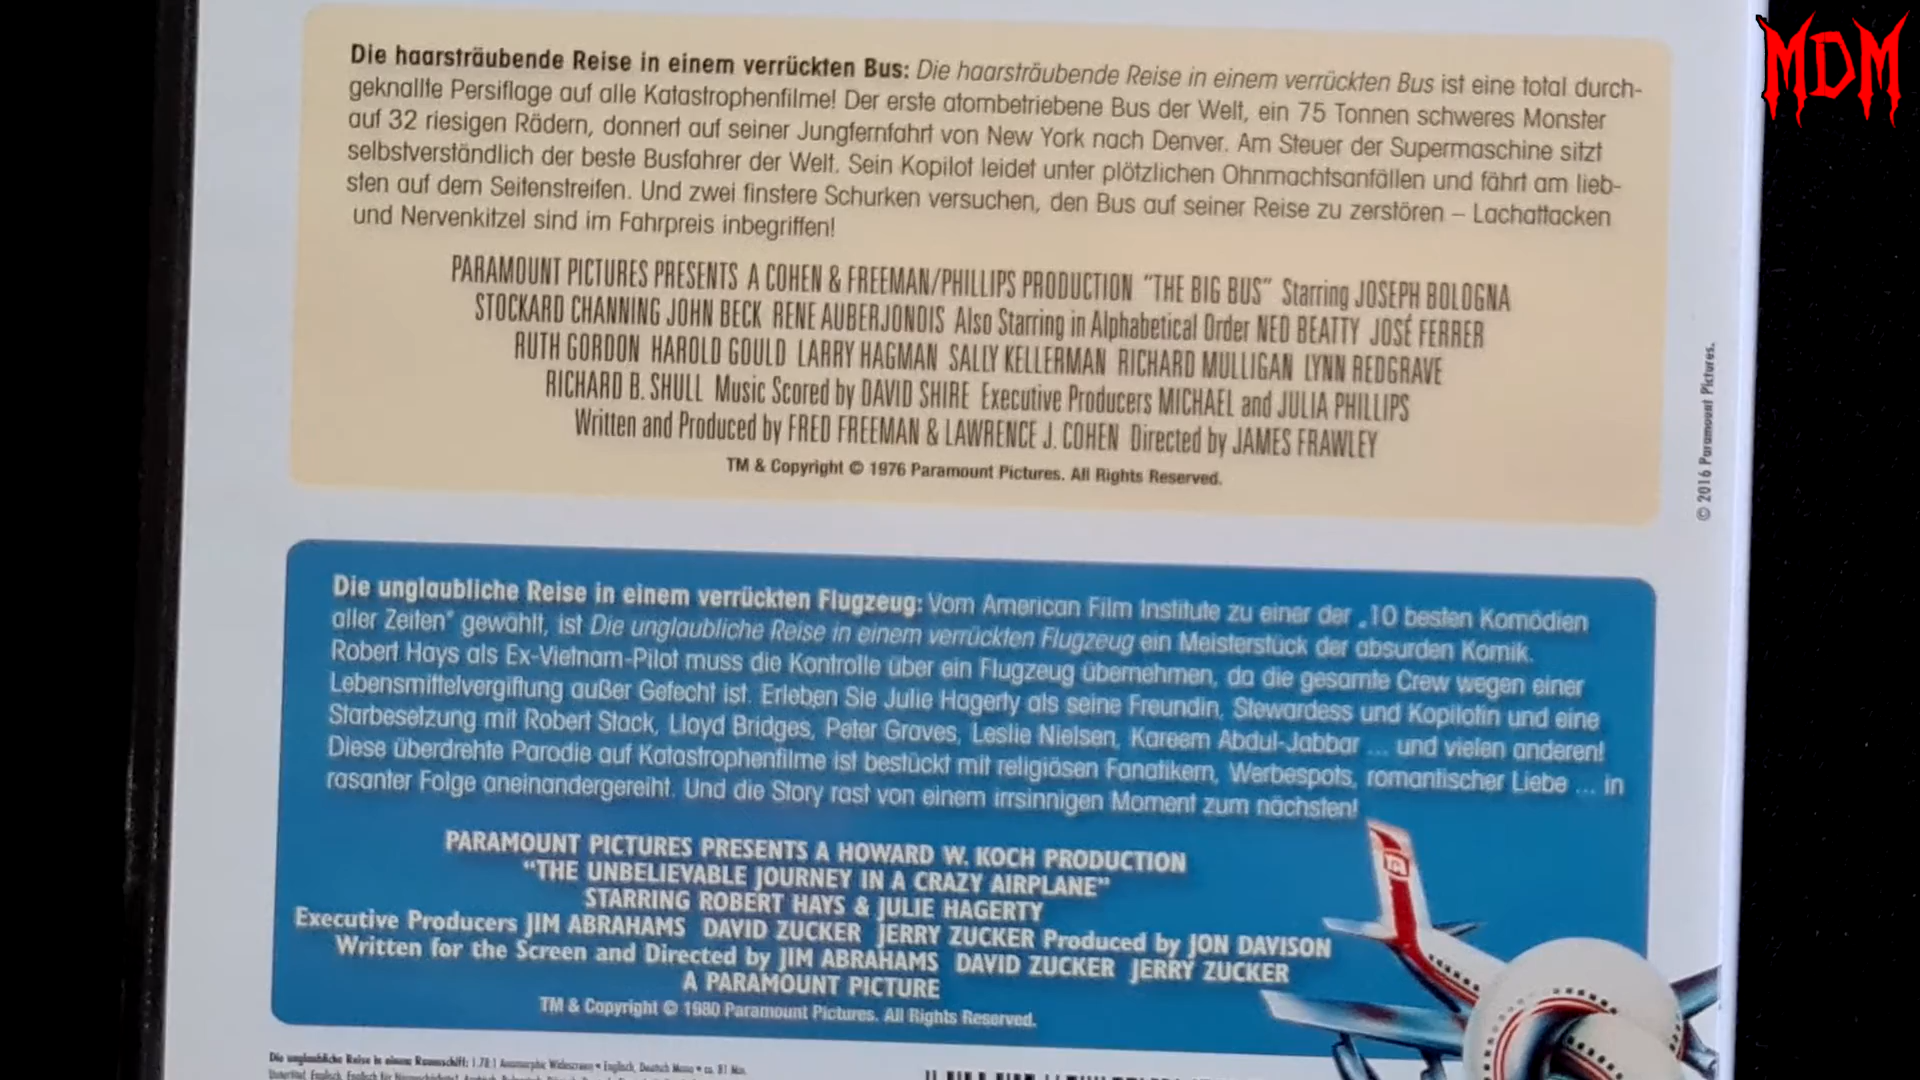 MDM
Die haarsträubende Reise in einem verrückten Bus: Die haarsträubende Reise in einem verrückten Bus ist eine total durch-
geknallte Persiflage auf alle Katastrophenfilme! Der erste atombetriebene Bus der Welt, ein 75 Tonnen schweres Monster
auf 32 riesigen Rädern, donnert auf seiner Jungfernfahrt von New York nach Denver. Am Steuer der Supermaschine sitzt
selbstverständlich der beste Busfahrer der Welt. Sein Kopilot leidet unter plötzlichen Ohnmachtsanfällen und fährt am lieb-
sten auf dem Seitenstreifen. Und zwei finstere Schurken versuchen, den Bus auf seiner Reise zu zerstören – Lachattacken
und Nervenkitzel sind im Fahrpreis inbegriffen!
PARAMOUNT PICTURES PRESENTS A COHEN & FREEMAN/PHILLIPS PRODUCTION "THE BIG BUS" Starring JOSEPH BOLOGNA
STOCKARD CHANNING JOHN BECK RENE AUBERJONOIS Also Starring in Alphabetical Order NED BEATTY JOSÉ FERRER
RUTH GORDON HAROLD GOULD LARRY HAGMAN SALLY KELLERMAN RICHARD MULLIGAN LYNN REDGRAVE
RICHARD B. SHULL Music Scored by DAVID SHIRE Executive Producers MICHAEL and JULIA PHILLIPS
Written and Produced by FRED FREEMAN & LAWRENCE J. COHEN Directed by JAMES FRAWLEY
TM & Copyright © 1976 Paramount Pictures. All Rights Reserved.
© 2016 Paramount Pictures.
Die unglaubliche Reise in einem verrückten Flugzeug: Vom American Film Institute zu einer der „10 besten Komödien
aller Zeiten" gewählt, ist Die unglaubliche Reise in einem verrückten Flugzeug ein Meisterstück der absurden Komik.
Robert Hays als Ex-Vietnam-Pilot muss die Kontrolle über ein Flugzeug übernehmen, da die gesamte Crew wegen einer
Lebensmittelvergiftung außer Gefecht ist. Erleben Sie Julie Hagerty als seine Freundin, Stewardess und Kopilotin und eine
Starbesetzung mit Robert Stack, Lloyd Bridges, Peter Graves, Leslie Nielsen, Kareem Abdul-Jabbar ... und vielen anderen!
Diese überdrehte Parodie auf Katastrophenfilme ist bestückt mit religiösen Fanatikern, Werbespots, romantischer Liebe ... in
rasanter Folge aneinandergereiht. Und die Story rast von einem irrsinnigen Moment zum nächsten!
PARAMOUNT PICTURES PRESENTS A HOWARD W. KOCH PRODUCTION
"THE UNBELIEVABLE JOURNEY IN A CRAZY AIRPLANE"
STARRING ROBERT HAYS & JULIE HAGERTY
Executive Producers JIM ABRAHAMS DAVID ZUCKER JERRY ZUCKER Produced by JON DAVISON
Written for the Screen and Directed by JIM ABRAHAMS DAVID ZUCKER JERRY ZUCKER
A PARAMOUNT PICTURE
TM & Copyright © 1980 Paramount Pictures. All Rights Reserved.
Die unglaubliche Reise in einem Raumschiff: 1.78:1 Anamorphic Widescreen • Englisch, Deutsch Mono • ca. 81 Min.